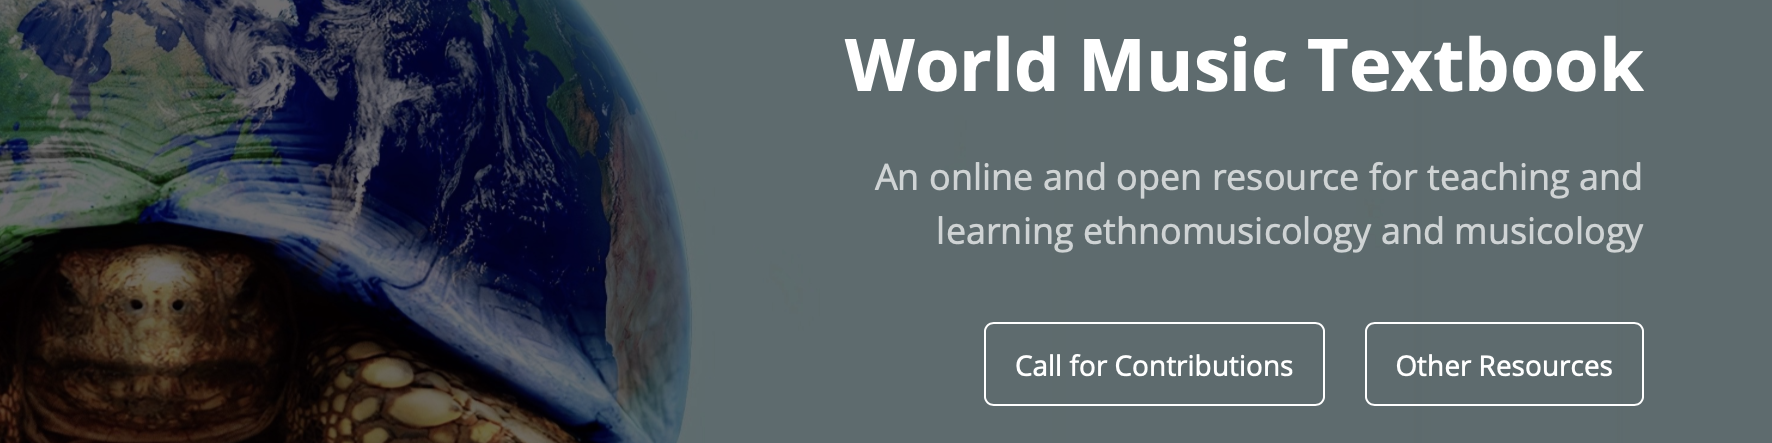 World Music Textbook
An online and open resource for teaching and
learning ethnomusicology and musicology
Call for Contributions
Other Resources